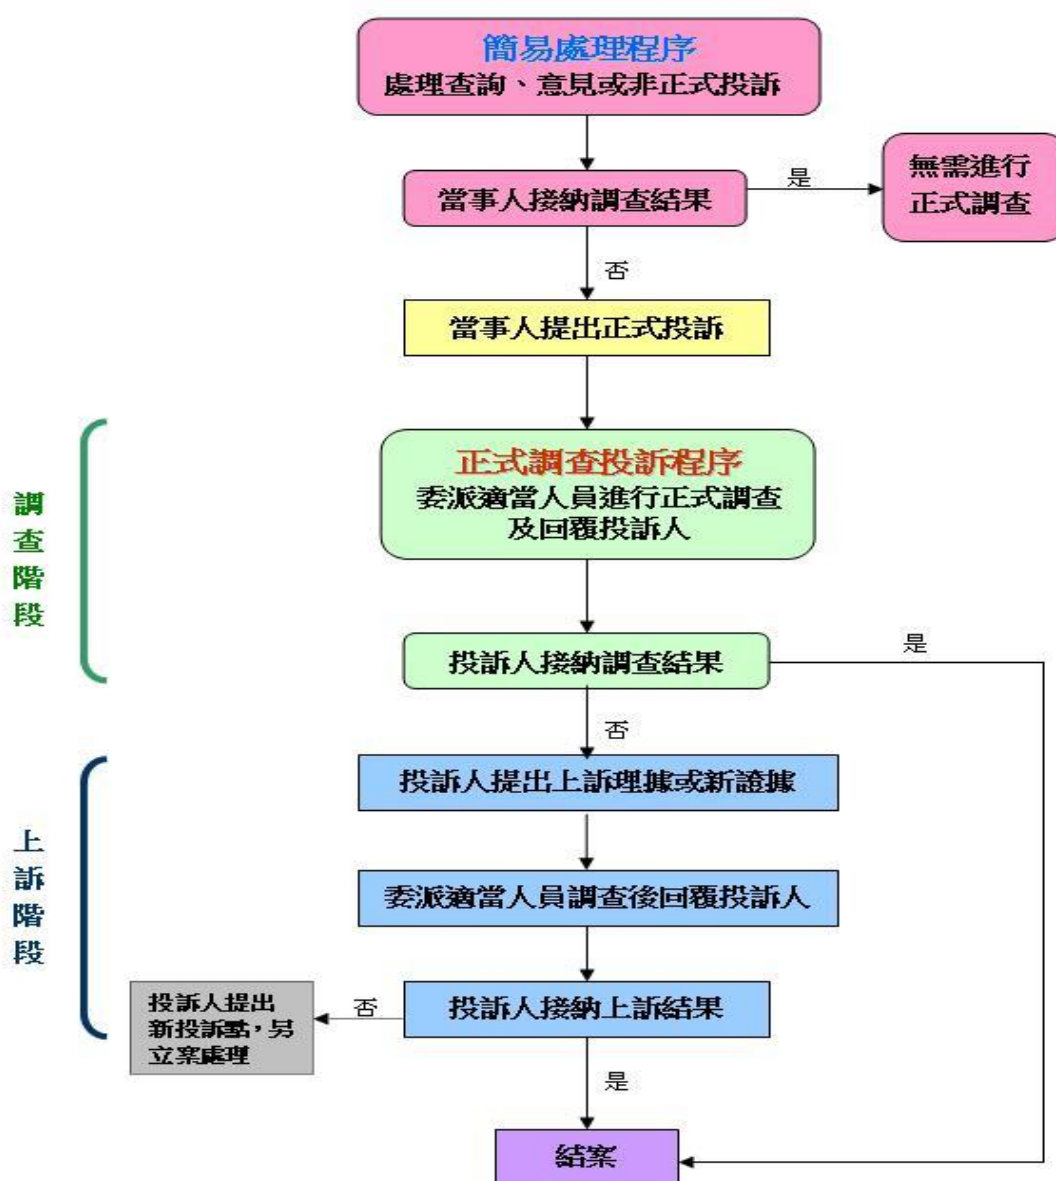 簡易處理程序
處理查詢、意見或非正式投訴
當事人接納調查結果
是
無需進行
正式調查
否
當事人提出正式投訴
調查階段
正式調查投訴程序
委派適當人員進行正式調查
及回覆投訴人
投訴人接納調查結果
是
否
上訴階段
投訴人提出上訴理據或新證據
委派適當人員調查後回覆投訴人
投訴人接納上訴結果
否
投訴人提出
新投訴點，另
立案處理
是
結案